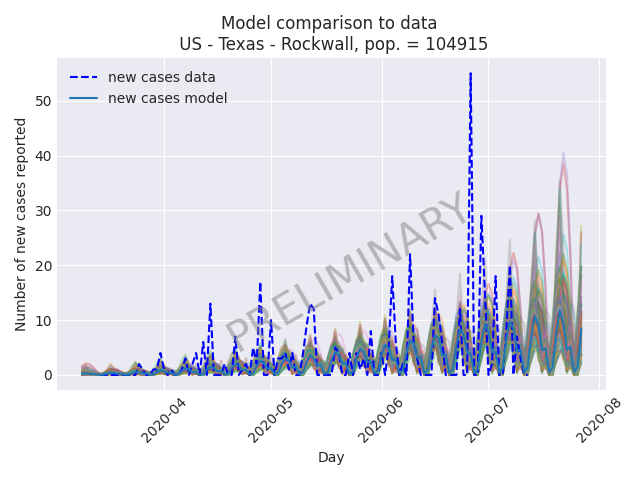 Model comparison to data
US - Texas - Rockwall, pop. = 104915
new cases data
new cases model
PRELIMINARY
Number of new cases reported
50
40
30
20
10
0
2020-04
2020-05
2020-06
2020-07
2020-08
Day